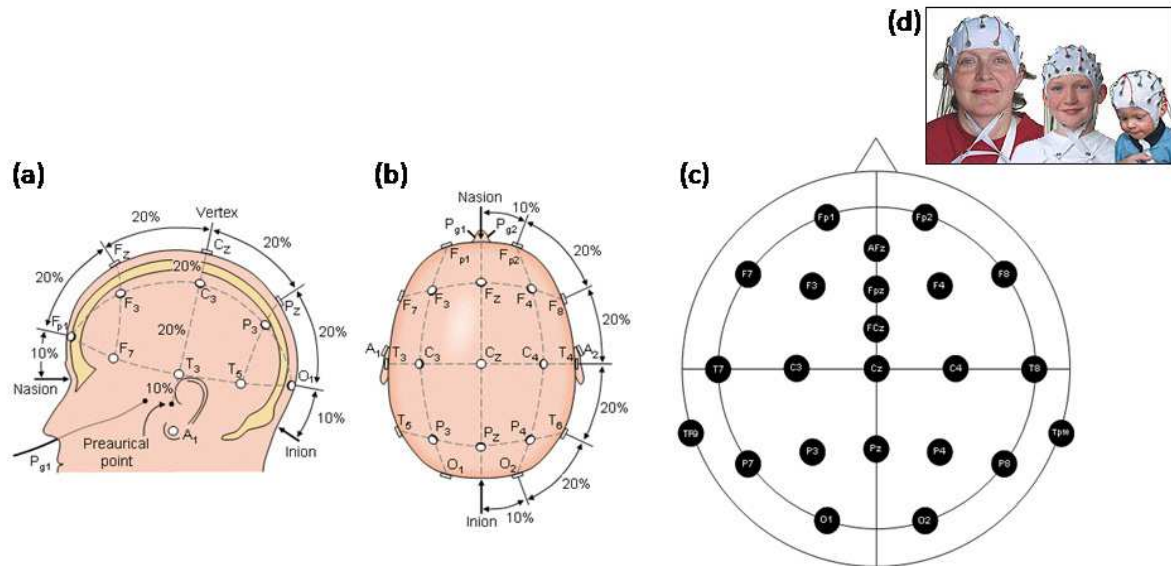 (d)
(a)
(b)
(c)
Vertex
20%
20%
Fz
Cz
20%
20%
F3
C3
Pz
P3
Fp1
20%
20%
10%
F7
T3
T5
O1
Nasion
10%
10%
A1
Preaurical
point
Inion
Pg1
Nasion
10%
Pg1
Pg2
Fp1
Fp2
20%
F7
F3
Fz
F4
F8
20%
A1
T3
C3
Cz
C4
T4
A2
20%
T5
P3
Pz
P4
T6
O1
O2
20%
Inion
10%
Fp1
Fp2
AFz
F7
F8
F3
Fpz
F4
FCz
T7
C3
Cz
C4
T8
TP9
Tp10
P7
P3
Pz
P4
P8
O1
O2